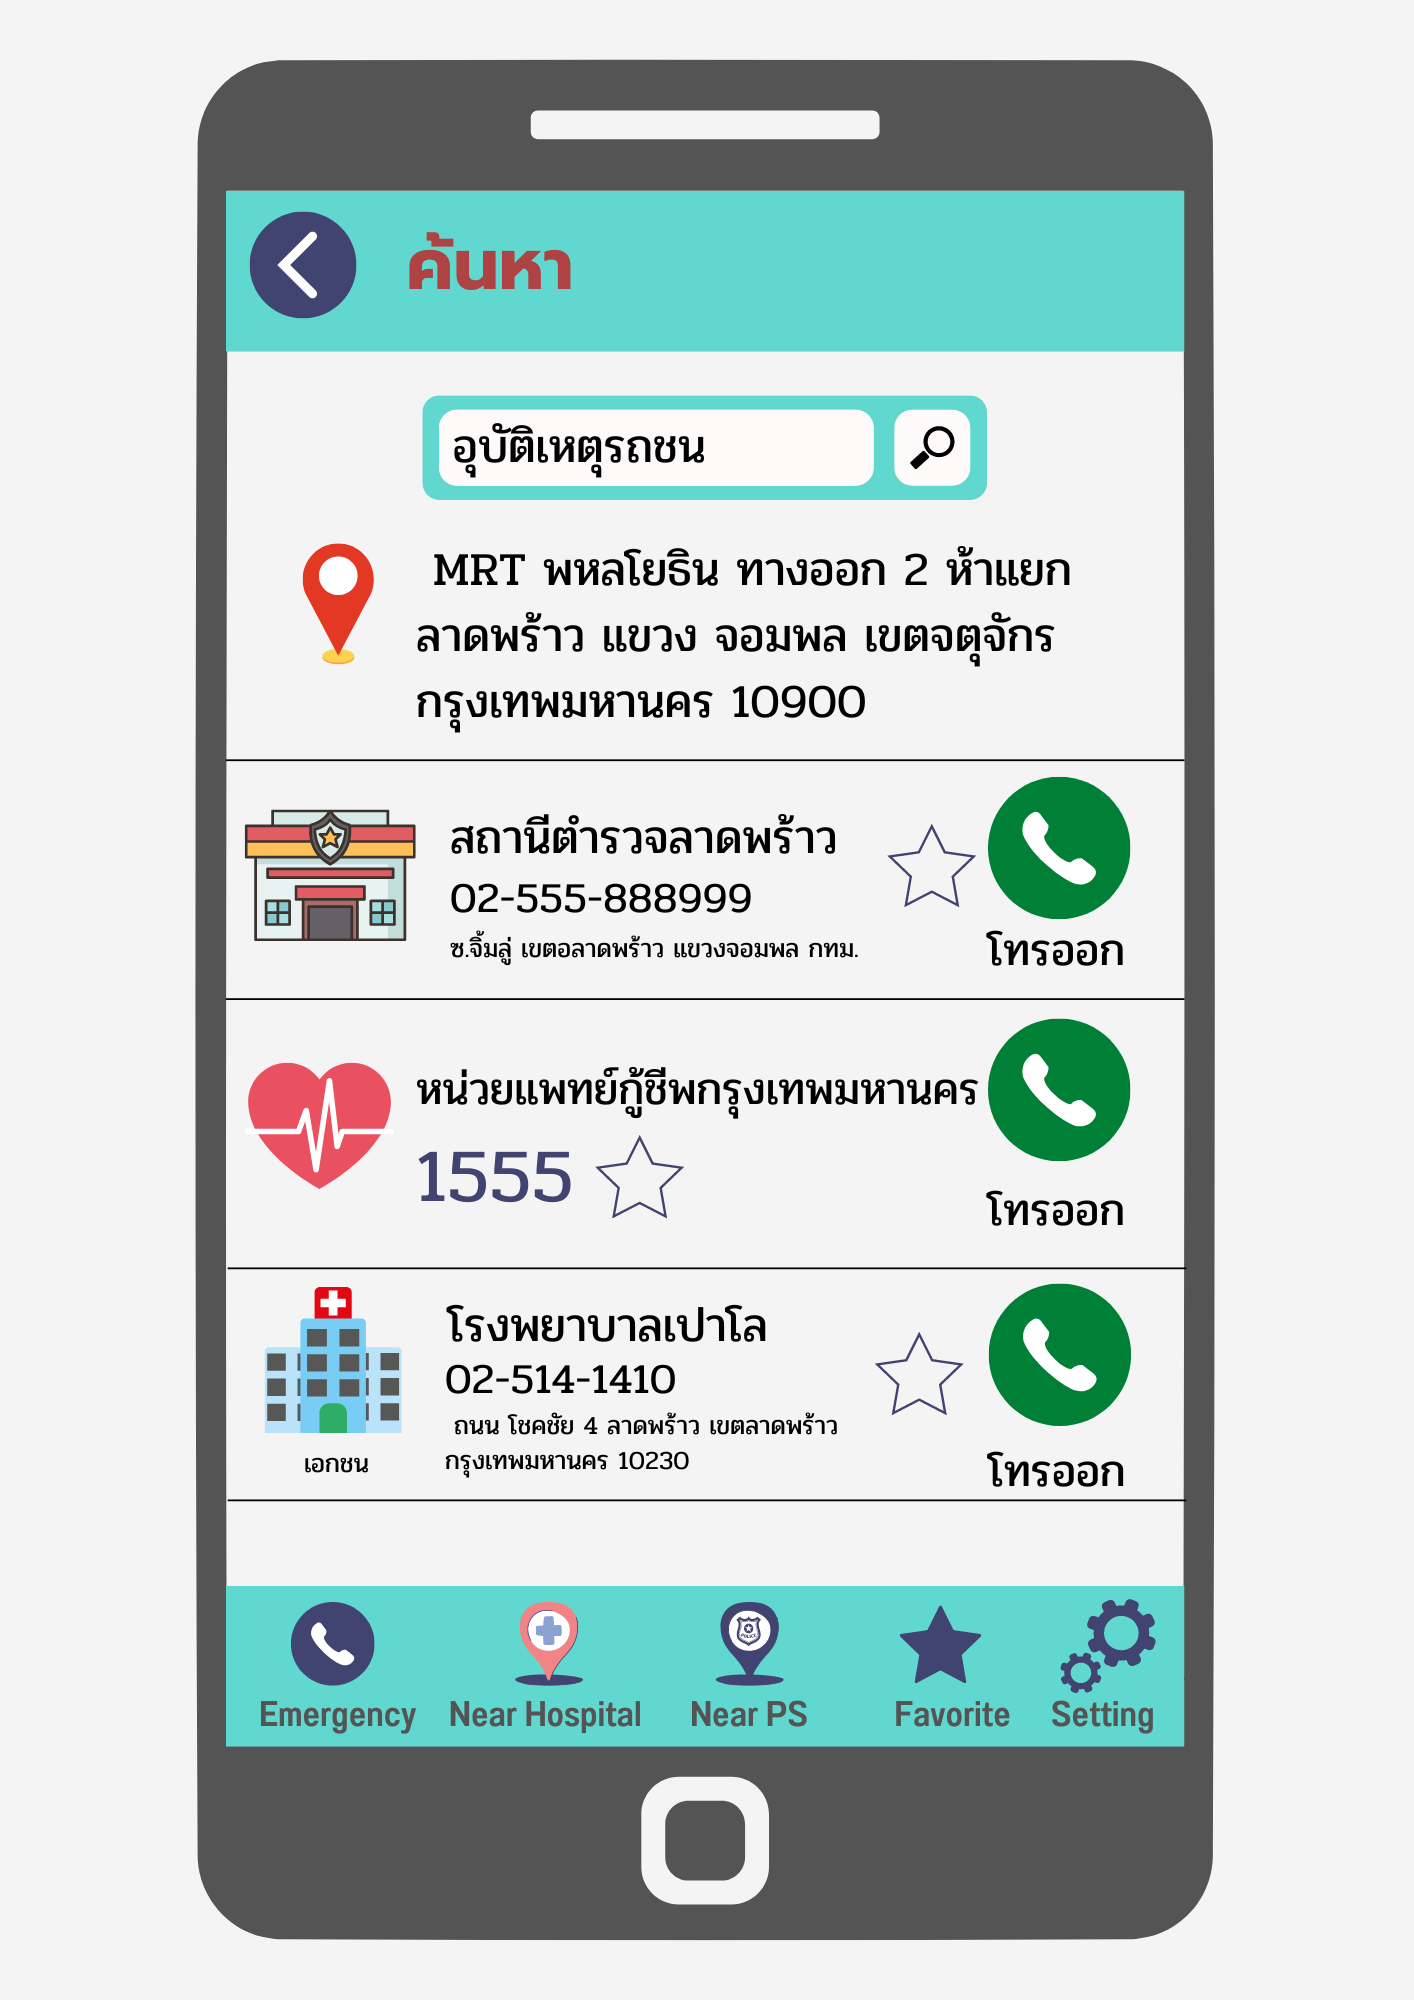 ค้นหา
อุบัติเหตุรถชน
MRT พหลโยธิน ทางออก 2 ห้าแยก
ลาดพร้าว แขวง จอมพล เขตจตุจักร
กรุงเทพมหานคร 10900
สถานีตำรวจลาดพร้าว
02-555-888999
ซ.จิ้มลู่ เขตอลาดพร้าว แขวงจอมพล กทม.
โทรออก
หน่วยแพทย์กู้ชีพกรุงเทพมหานคร
1555
โทรออก
โรงพยาบาลเปาโล
02-514-1410
ถนน โชคชัย 4 ลาดพร้าว เขตลาดพร้าว
กรุงเทพมหานคร 10230
เอกชน
โทรออก
POLICE
Emergency
Near Hospital
Near PS
Favorite
Setting